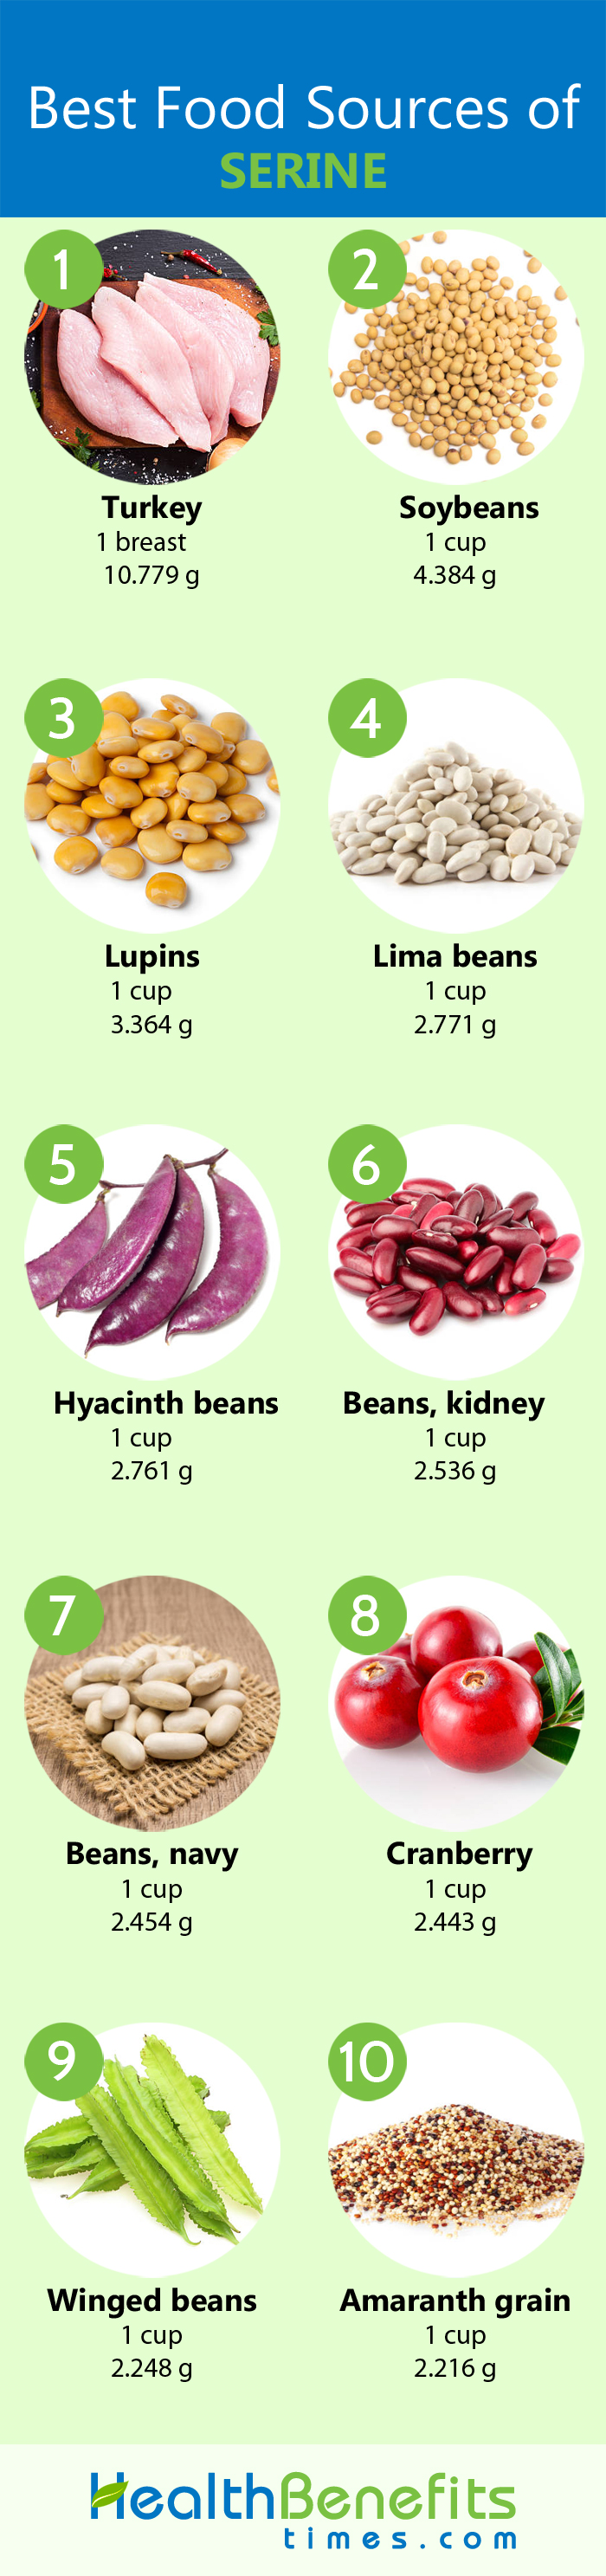 Best Food Sources of
SERINE
1
Turkey
1 breast
10.779 g
2
Soybeans
1 cup
4.384 g
3
Lupins
1 cup
3.364 g
4
Lima beans
1 cup
2.771 g
5
Hyacinth beans
1 cup
2.761 g
6
Beans, kidney
1 cup
2.536 g
7
Beans, navy
1 cup
2.454 g
8
Cranberry
1 cup
2.443 g
9
Winged beans
1 cup
2.248 g
10
Amaranth grain
1 cup
2.216 g
HealthBenefits
times.com